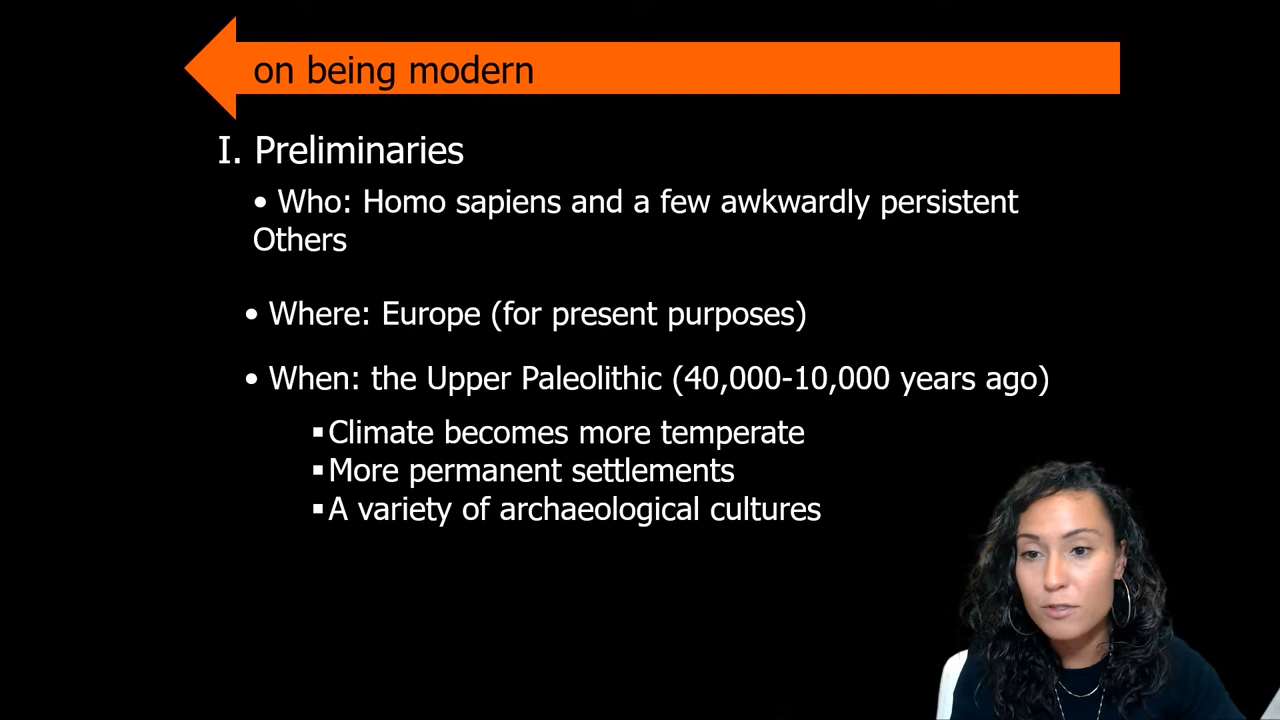 on being modern
I. Preliminaries
• Who: Homo sapiens and a few awkwardly persistent
Others
• Where: Europe (for present purposes)
• When: the Upper Paleolithic (40,000-10,000 years ago)
▪Climate becomes more temperate
▪More permanent settlements
▪A variety of archaeological cultures